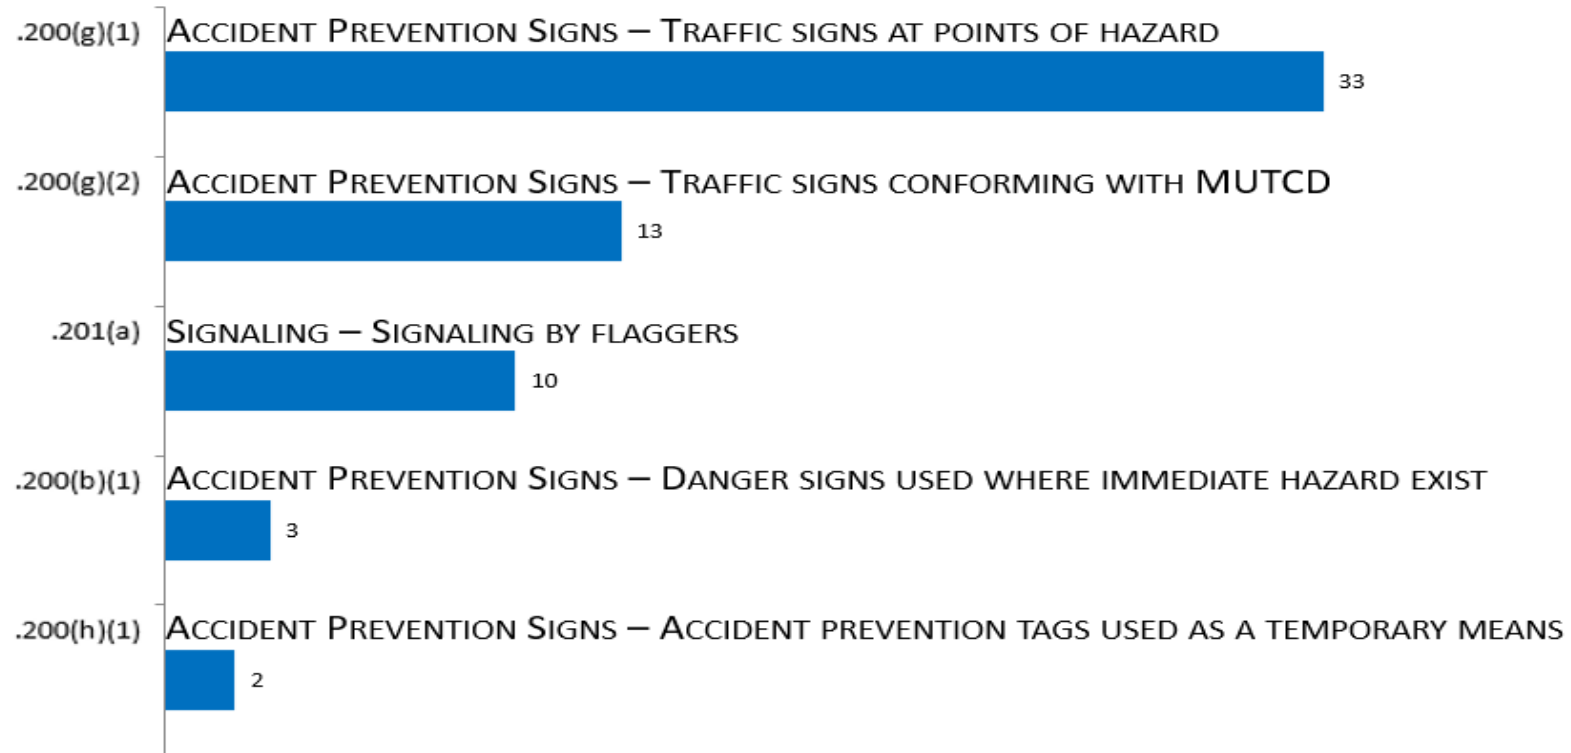 .200(g)(1) Accident Prevention Signs – Traffic signs at points of hazard
33
.200(g)(2) Accident Prevention Signs – Traffic signs conforming with MUTCD
13
.201(a) Signaling – Signaling by flaggers
10
.200(b)(1) Accident Prevention Signs – Danger signs used where immediate hazard exist
3
.200(h)(1) Accident Prevention Signs – Accident prevention tags used as a temporary means
2